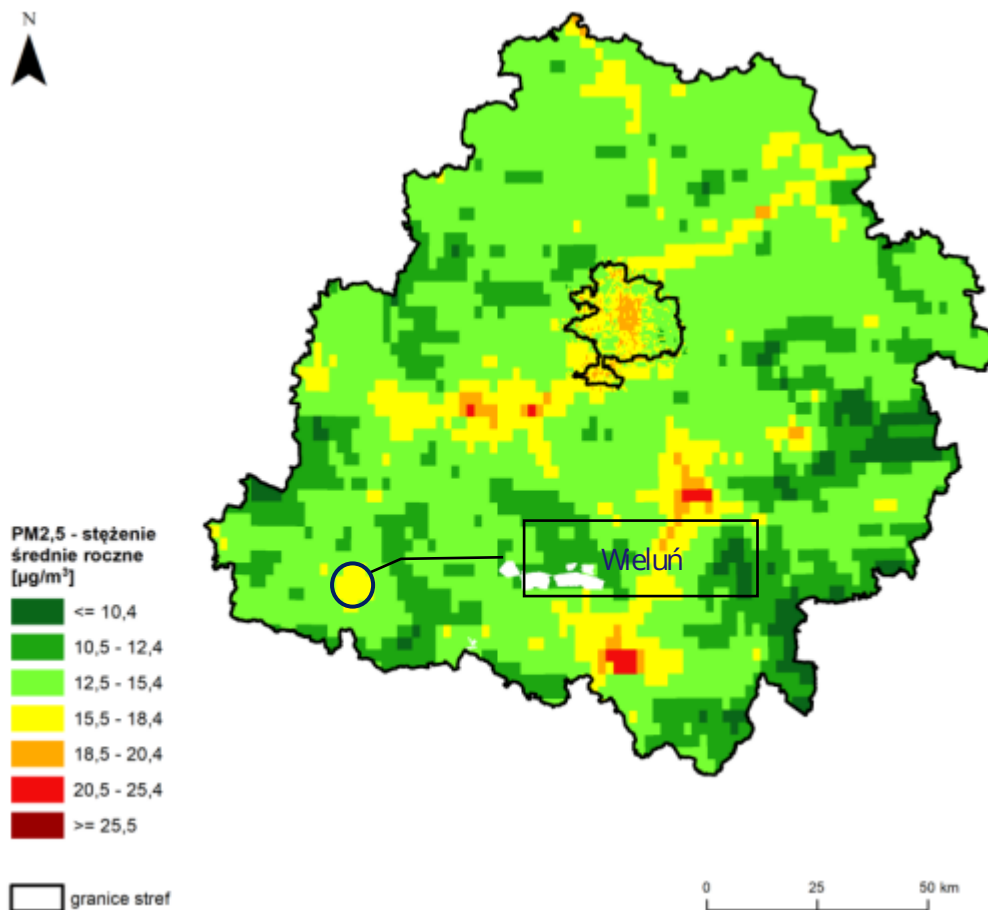 N
Wieluń
PM2,5 - stężenie
średnie roczne
[µg/m³]
<= 10,4
10,5 - 12,4
12,5 - 15,4
15,5 - 18,4
18,5 - 20,4
20,5 - 25,4
>= 25,5
granice stref
0 25 50 km